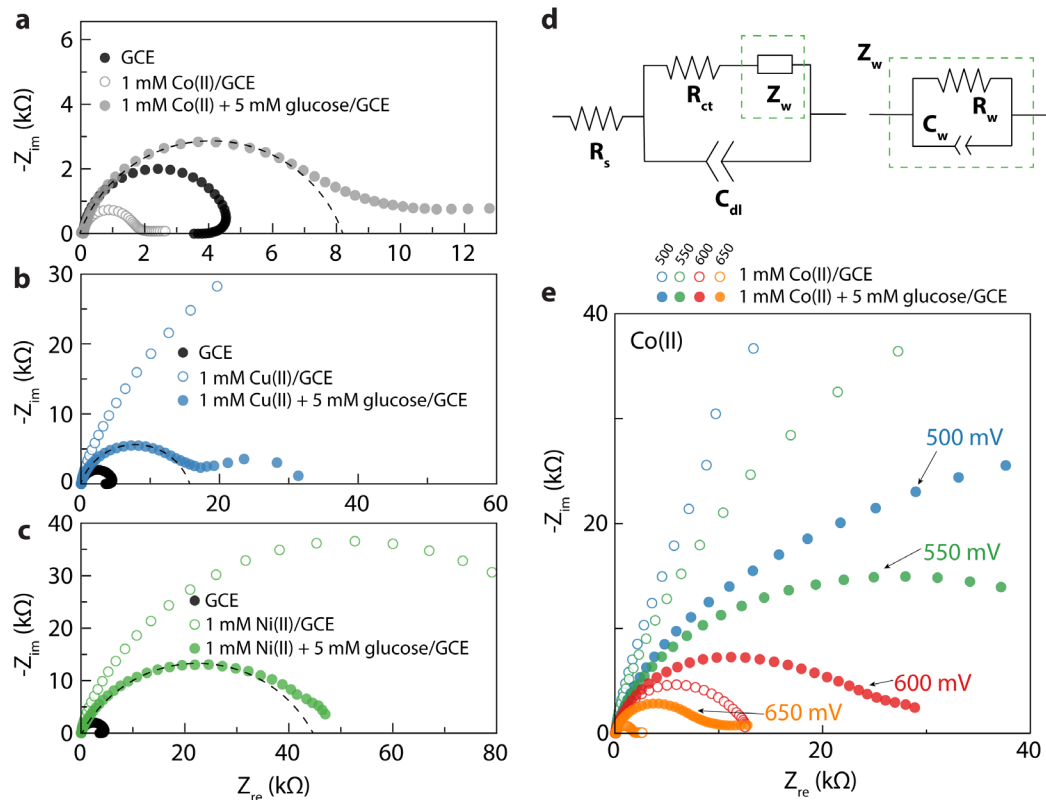 a
-Z_im (kΩ)
6
4
2
0
GCE
1 mM Co(II)/GCE
1 mM Co(II) + 5 mM glucose/GCE
0 2 4 6 8 10 12
b
-Z_im (kΩ)
30
20
10
0
GCE
1 mM Cu(II)/GCE
1 mM Cu(II) + 5 mM glucose/GCE
0 20 40 60
c
-Z_im (kΩ)
40
30
20
10
0
GCE
1 mM Ni(II)/GCE
1 mM Ni(II) + 5 mM glucose/GCE
0 20 40 60 80
Z_re (kΩ)
d
R_s
R_ct
Z_w
C_dl
Z_w
R_w
C_w
500 550 600 650
1 mM Co(II)/GCE
1 mM Co(II) + 5 mM glucose/GCE
e
Co(II)
-Z_im (kΩ)
40
20
0
500 mV
550 mV
600 mV
650 mV
0 20 40
Z_re (kΩ)